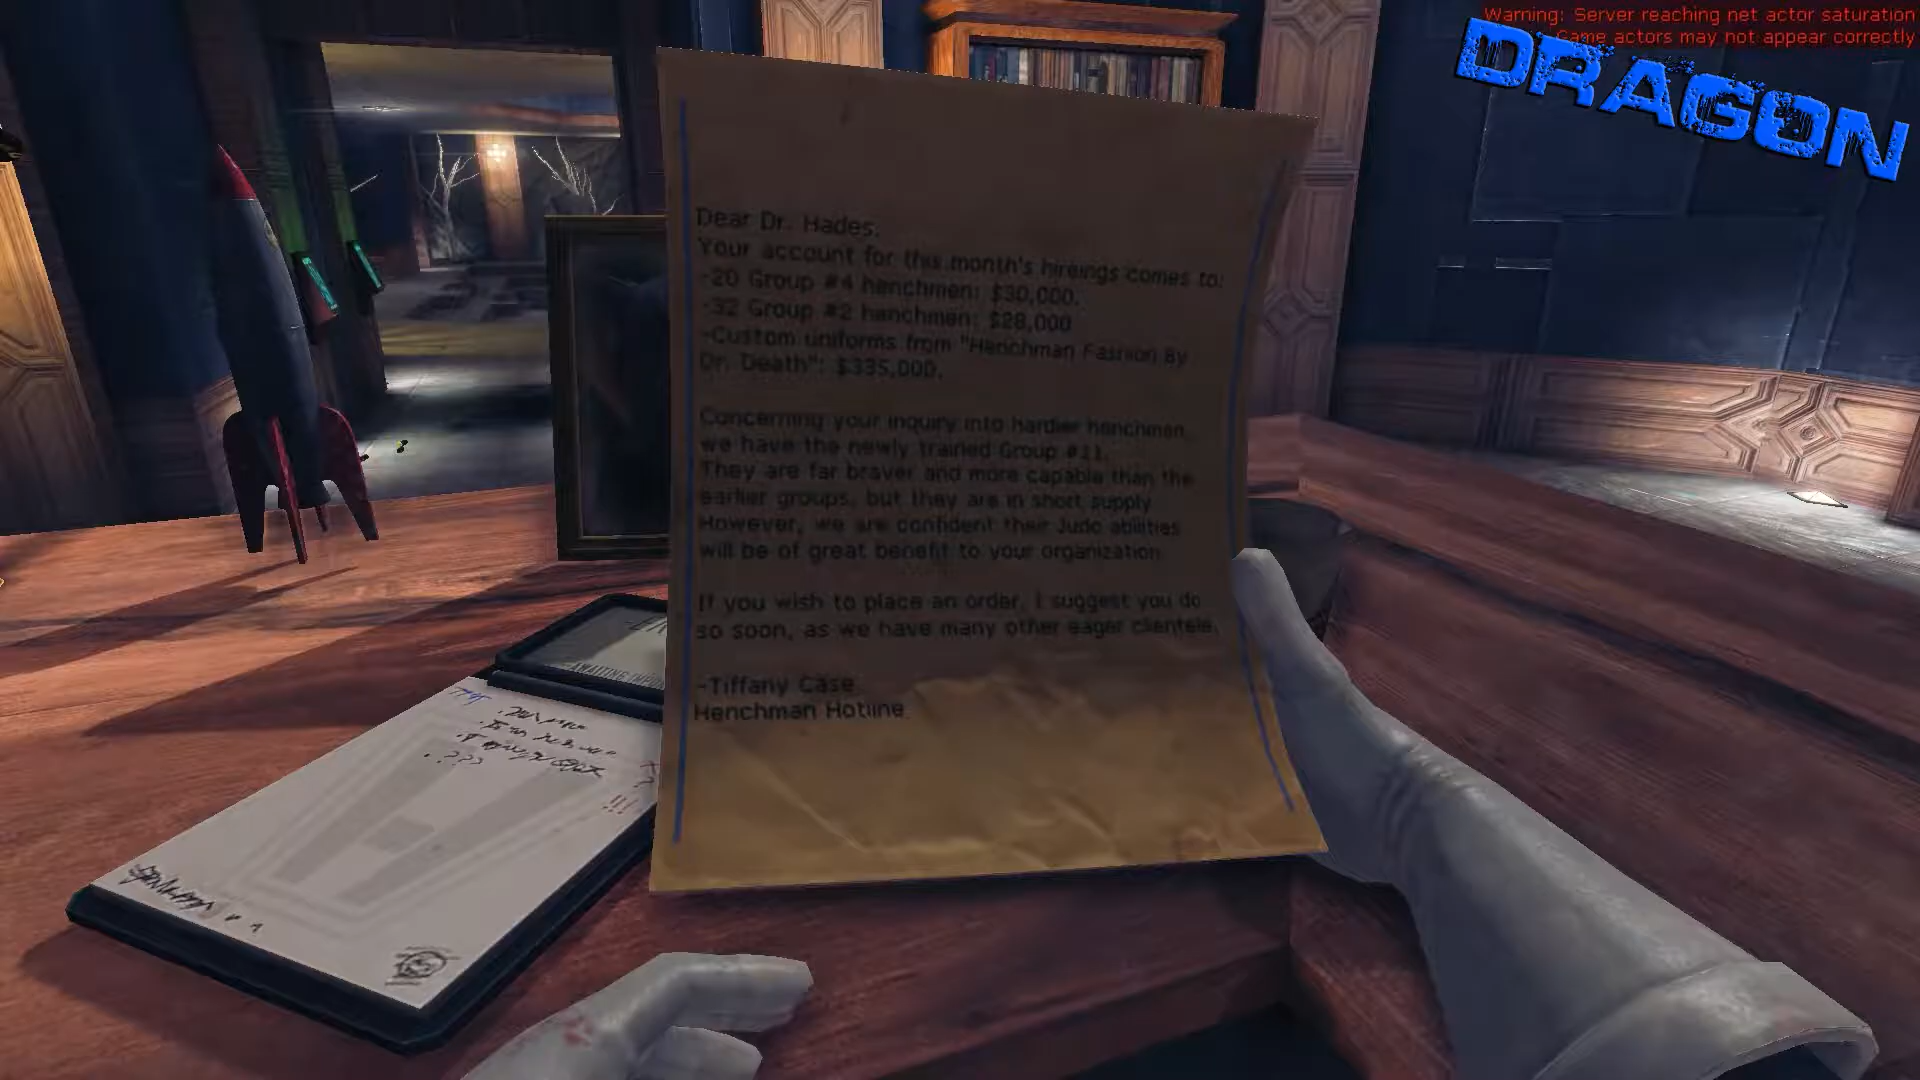 Warning: Server reaching net actor saturation
Game actors may not appear correctly
DRAGON
Dear Dr. Hades,
Your account for this month's hireings comes to:
-20 Group #4 henchmen: $30,000.
-32 Group #2 henchmen: $28,000
-Custom uniforms from "Henchman Fashion By
Dr. Death": $335,000.
Concerning your inquiry into hardier henchmen,
we have the newly trained Group #11.
They are far braver and more capable than the
earlier groups, but they are in short supply
However, we are confident their Judo abilities
will be of great benefit to your organization.
If you wish to place an order, I suggest you do
so soon, as we have many other eager clientele.
-Tiffany Case
Henchman Hotline
AWAITING
???